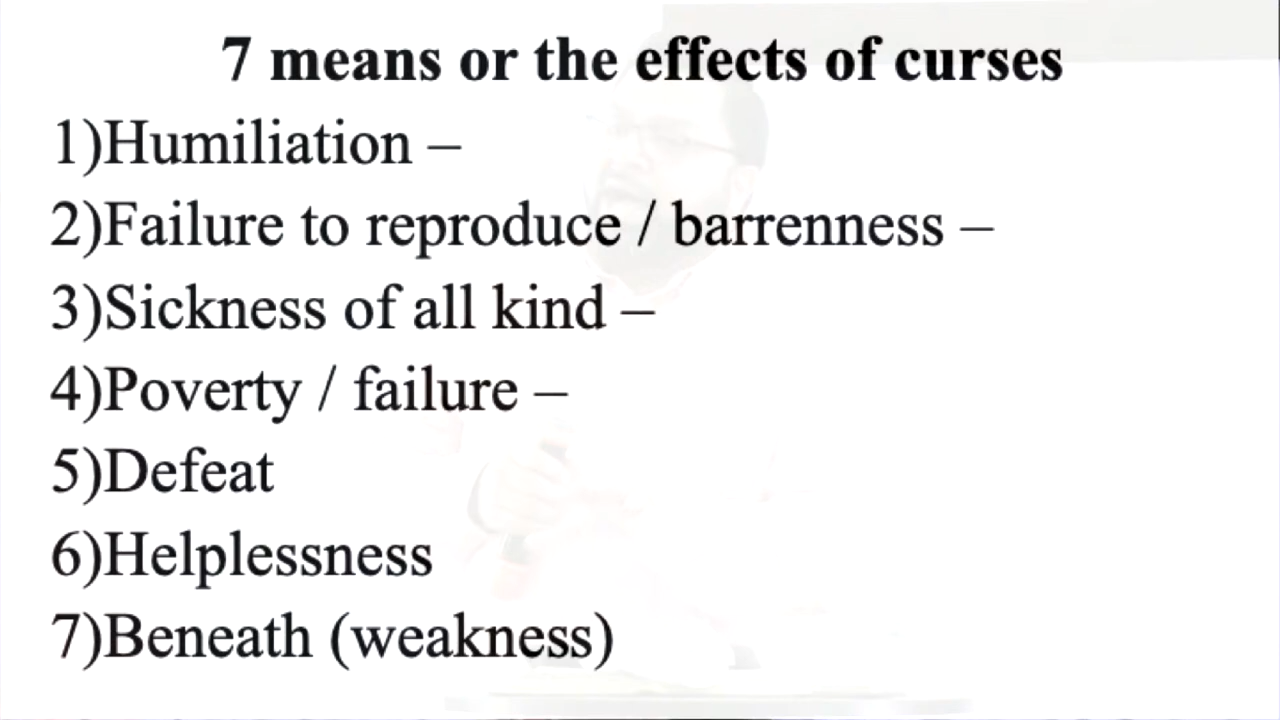 7 means or the effects of curses
1)Humiliation –
2)Failure to reproduce / barrenness –
3)Sickness of all kind –
4)Poverty / failure –
5)Defeat
6)Helplessness
7)Beneath (weakness)